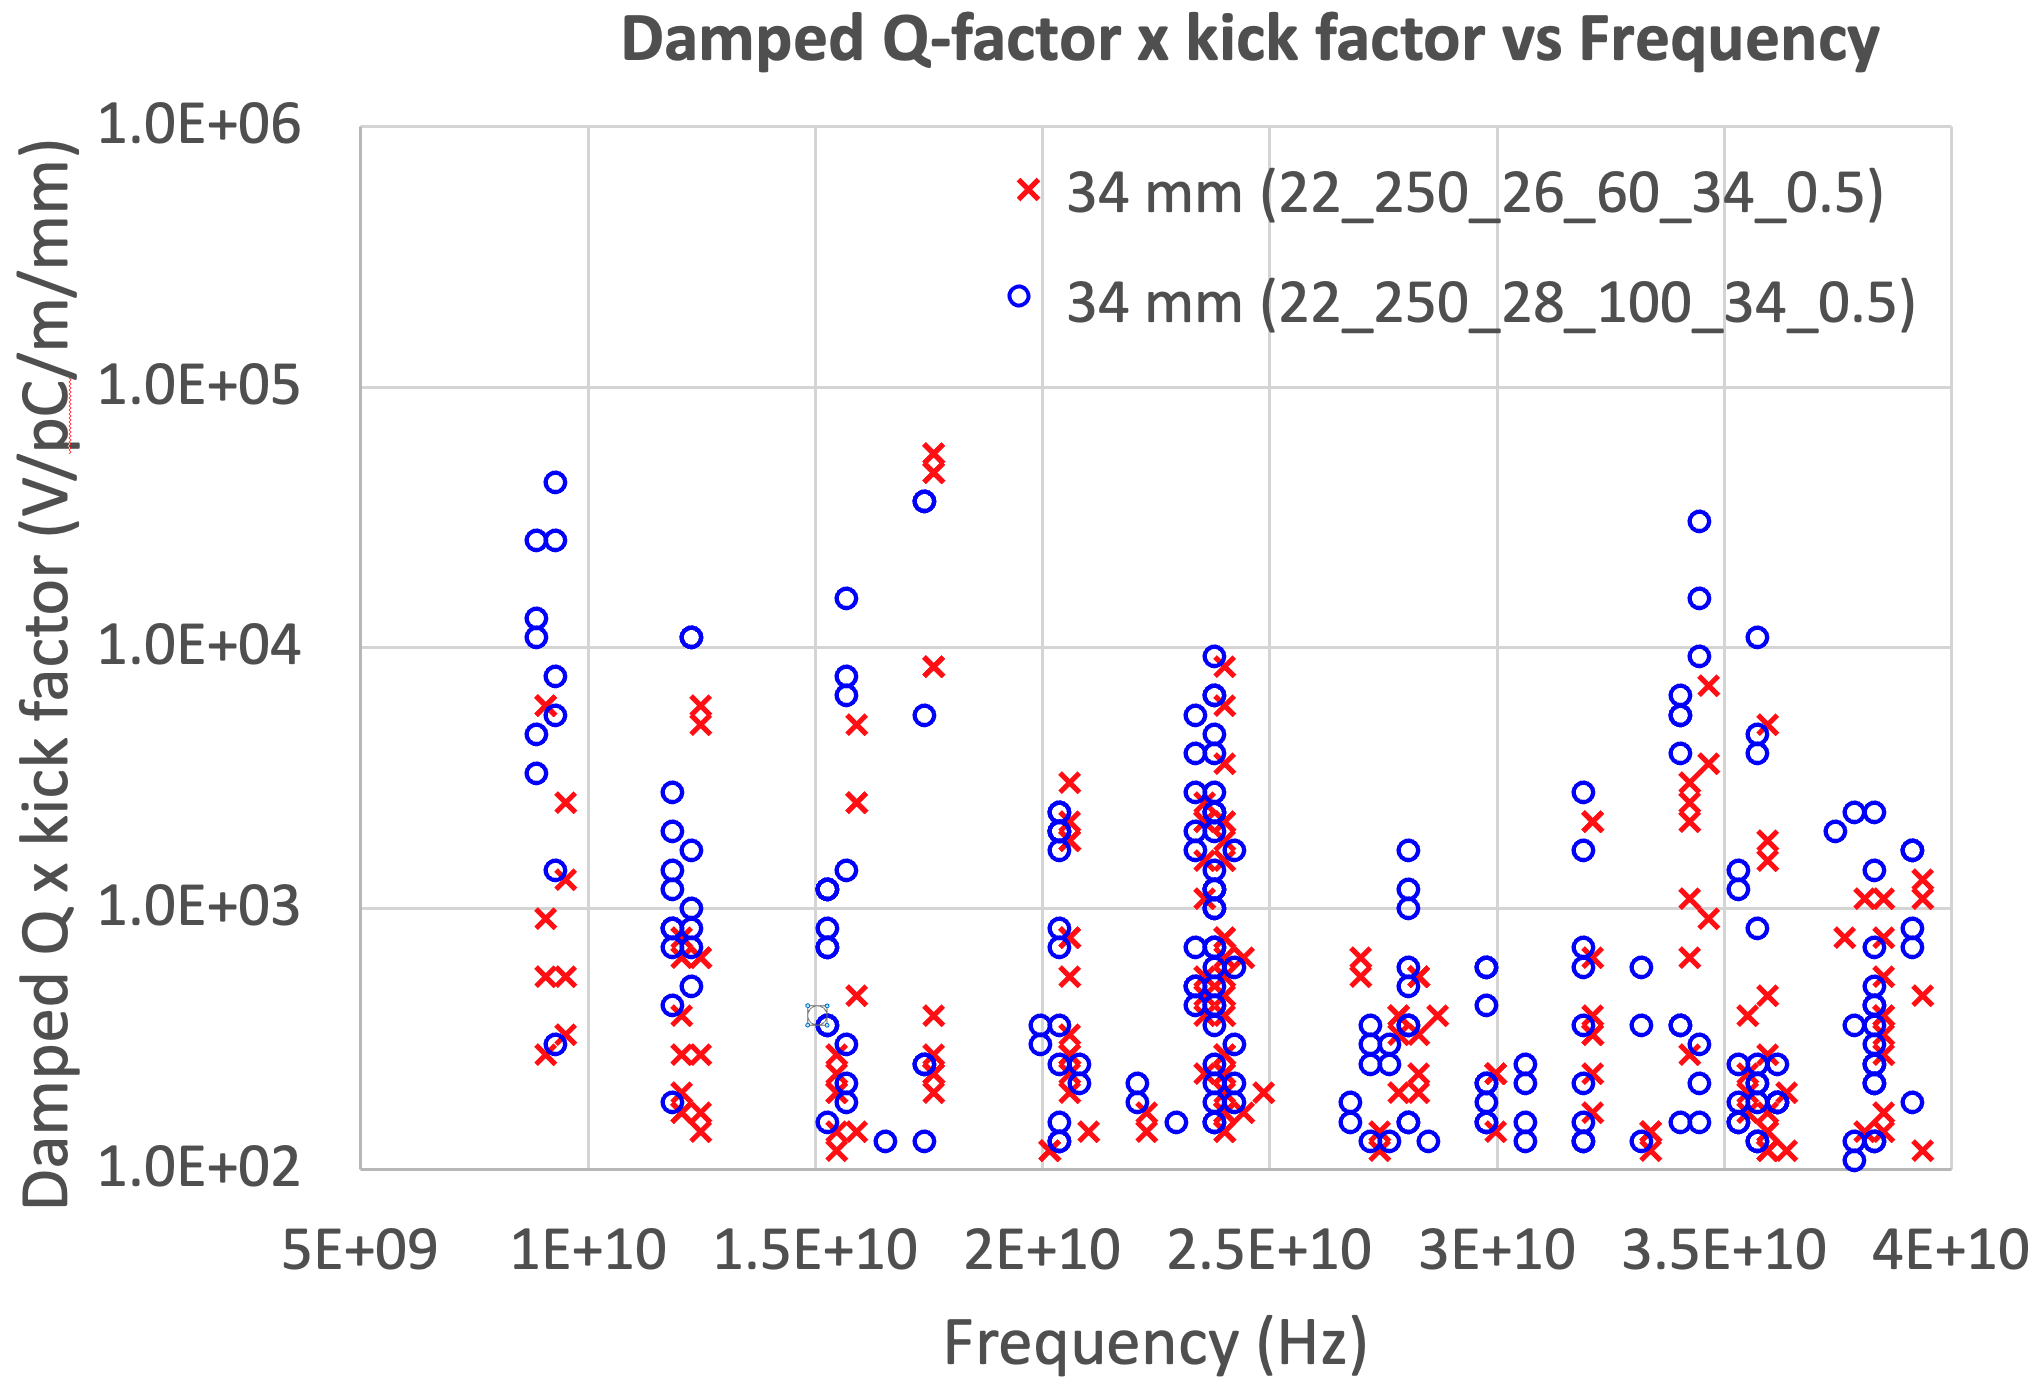 Damped Q-factor x kick factor vs Frequency
Damped Q x kick factor (V/pC/m/mm)
1.0E+06
1.0E+05
1.0E+04
1.0E+03
1.0E+02
34 mm (22_250_26_60_34_0.5)
34 mm (22_250_28_100_34_0.5)
5E+09 1E+10 1.5E+10 2E+10 2.5E+10 3E+10 3.5E+10 4E+10
Frequency (Hz)